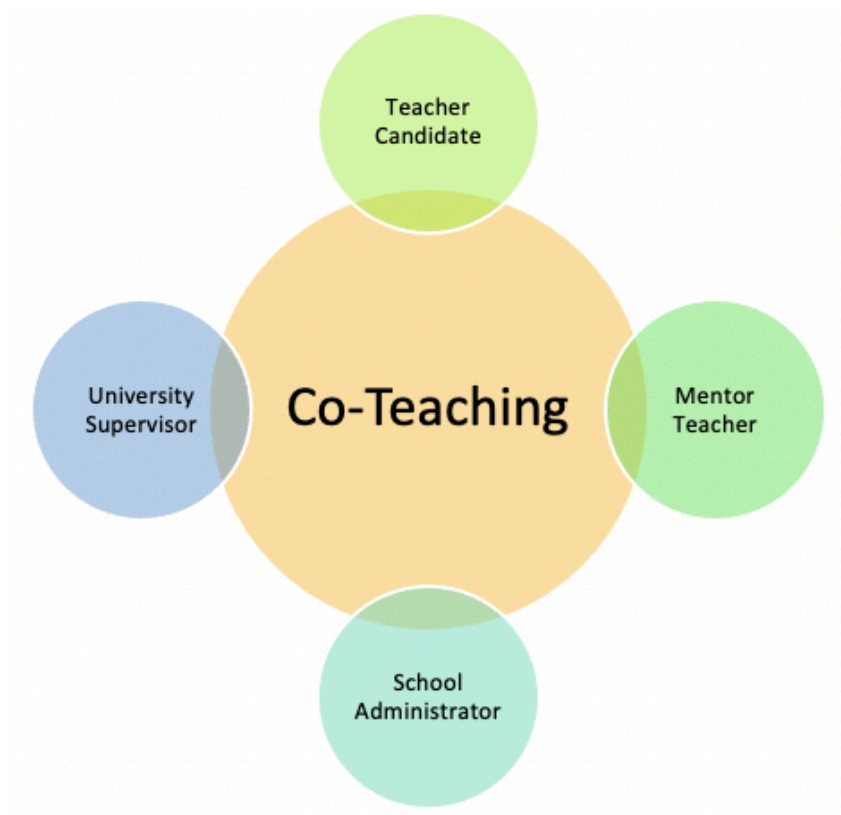 Teacher
Candidate
University
Supervisor
Co-Teaching
Mentor
Teacher
School
Administrator